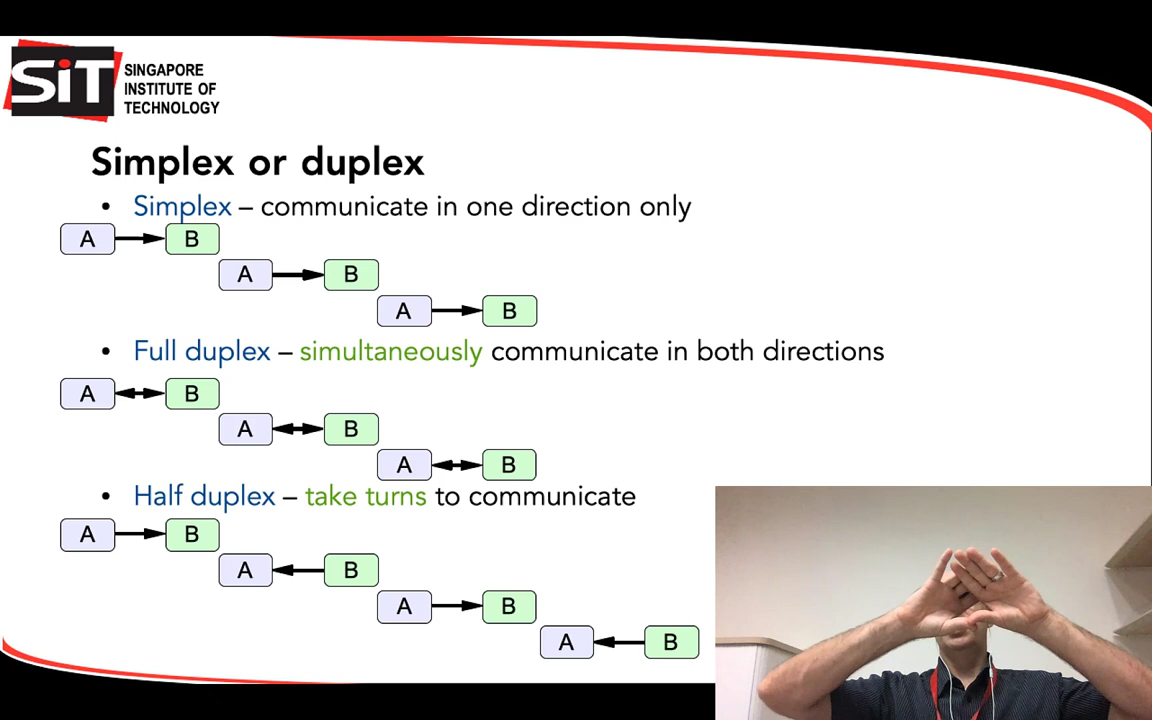 SiT
SINGAPORE
INSTITUTE OF
TECHNOLOGY
Simplex or duplex
• Simplex – communicate in one direction only
A B
A B
A B
• Full duplex – simultaneously communicate in both directions
A B
A B
A B
• Half duplex – take turns to communicate
A B
A B
A B
A B